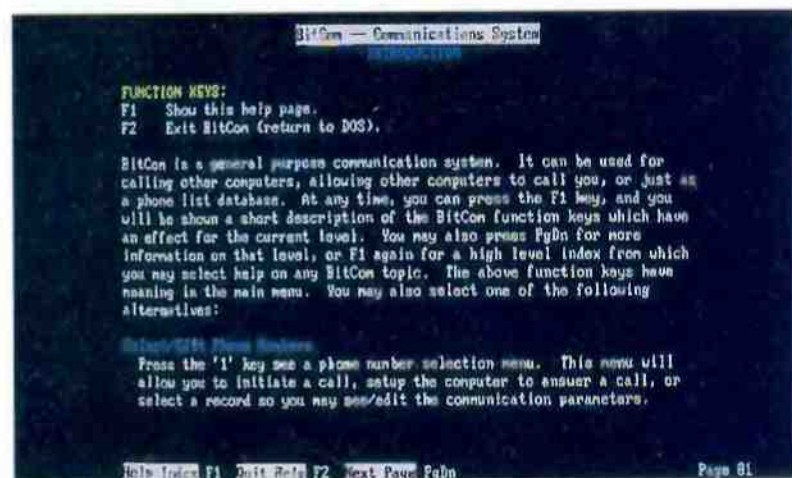 BitCom — Communications System
INTRODUCTION
FUNCTION KEYS:
F1 Show this help page.
F2 Exit BitCom (return to DOS).
BitCom is a general purpose communication system. It can be used for
calling other computers, allowing other computers to call you, or just as
a phone list database. At any time, you can press the F1 key, and you
will be shown a short description of the BitCom function keys which have
an effect for the current level. You may also press PgDn for more
information on that level, or F1 again for a high level index from which
you may select help on any BitCom topic. The above function keys have
meaning in the main menu. You may also select one of the following
alternatives:
Select/Edit Phone Numbers
Press the '1' key see a phone number selection menu. This menu will
allow you to initiate a call, setup the computer to answer a call, or
select a record so you may see/edit the communication parameters.
Help Index F1 Quit Help F2 Next Page PgDn Page 01